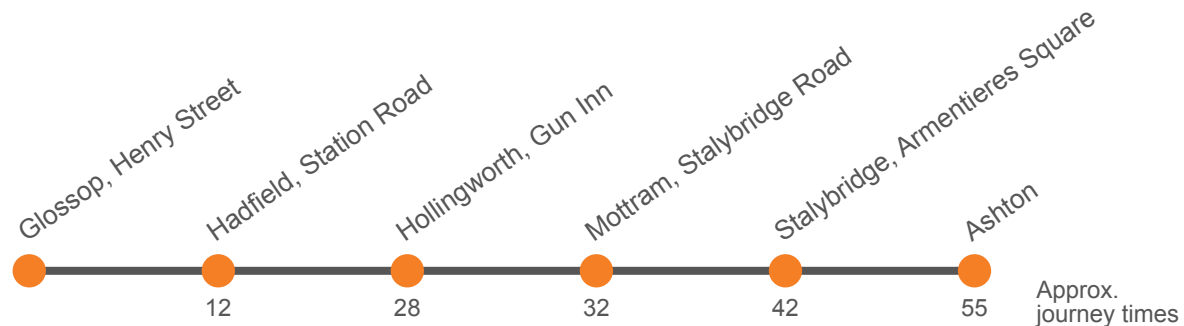 Glossop, Henry Street
Hadfield, Station Road
Hollingworth, Gun Inn
Mottram, Stalybridge Road
Stalybridge, Armentieres Square
Ashton
12
28
32
42
55
Approx.
journey times